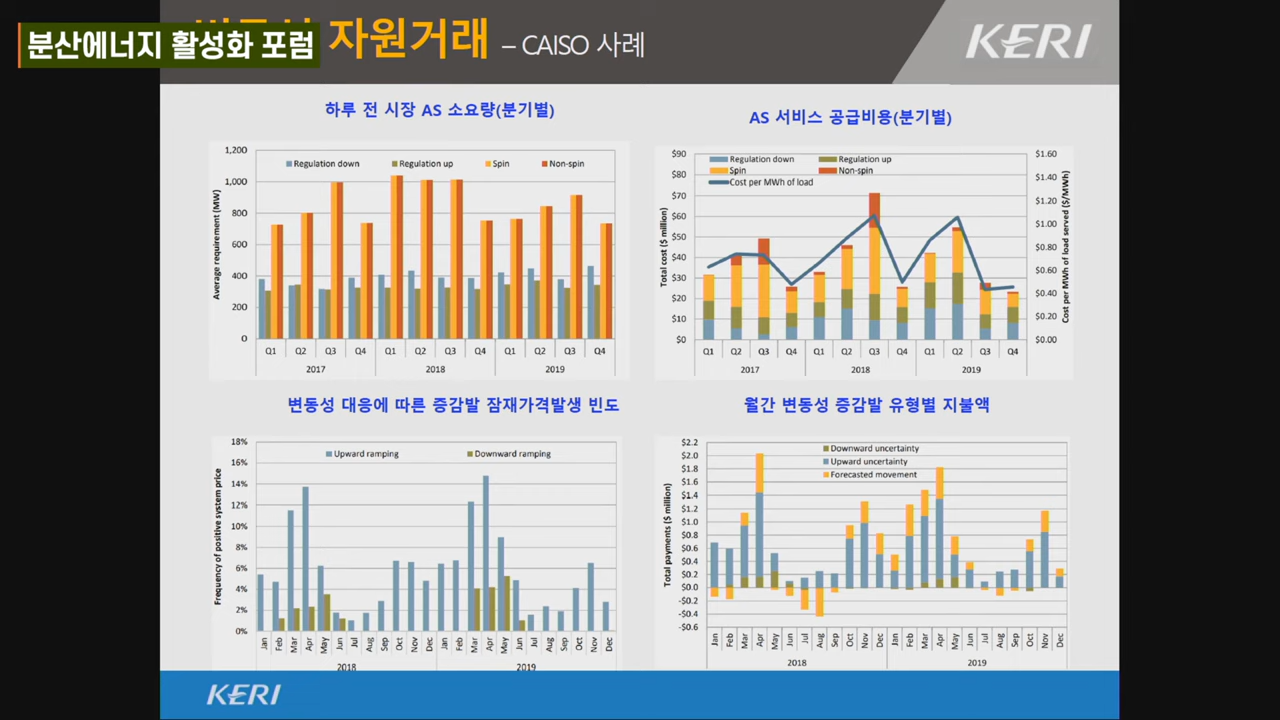 분산에너지 활성화 포럼
자원거래 – CAISO 사례
KERI
하루 전 시장 AS 소요량(분기별)
1,200
1,000
800
600
400
200
0
Average requirement (MW)
Regulation down Regulation up Spin Non-spin
Q1 Q2 Q3 Q4 Q1 Q2 Q3 Q4 Q1 Q2 Q3 Q4
2017 2018 2019
AS 서비스 공급비용(분기별)
$90
$80
$70
$60
$50
$40
$30
$20
$10
$0
Total cost ($ million)
Regulation down Regulation up
Spin Non-spin
Cost per MWh of load
$1.60
$1.40
$1.20
$1.00
$0.80
$0.60
$0.40
$0.20
$0.00
Cost per MWh of load served ($/MWh)
Q1 Q2 Q3 Q4 Q1 Q2 Q3 Q4 Q1 Q2 Q3 Q4
2017 2018 2019
변동성 대응에 따른 증감발 잠재가격발생 빈도
18%
16%
14%
12%
10%
8%
6%
4%
2%
0%
Frequency of positive system price
Upward ramping Downward ramping
Jan Feb Mar Apr May Jun Jul Aug Sep Oct Nov Dec Jan Feb Mar Apr May Jun Jul Aug Sep Oct Nov Dec
2018 2019
월간 변동성 증감발 유형별 지불액
$2.2
$2.0
$1.8
$1.6
$1.4
$1.2
$1.0
$0.8
$0.6
$0.4
$0.2
$0.0
-$0.2
-$0.4
-$0.6
Total payments ($ million)
Downward uncertainty
Upward uncertainty
Forecasted movement
Jan Feb Mar Apr May Jun Jul Aug Sep Oct Nov Dec Jan Feb Mar Apr May Jun Jul Aug Sep Oct Nov Dec
2018 2019
KERI